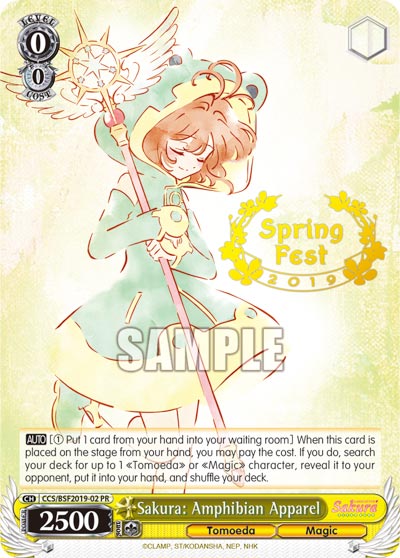 LEVEL
0
0
COST
Spring
Fest
2019
SAMPLE
AUTO [① Put 1 card from your hand into your waiting room] When this card is
placed on the stage from your hand, you may pay the cost. If you do, search
your deck for up to 1 «Tomoeda» or «Magic» character, reveal it to your
opponent, put it into your hand, and shuffle your deck.
CH CCS/BSF2019-02 PR
Sakura: Amphibian Apparel
Sakura
2500
Tomoeda
Magic
©CLAMP, ST/KODANSHA, NEP, NHK